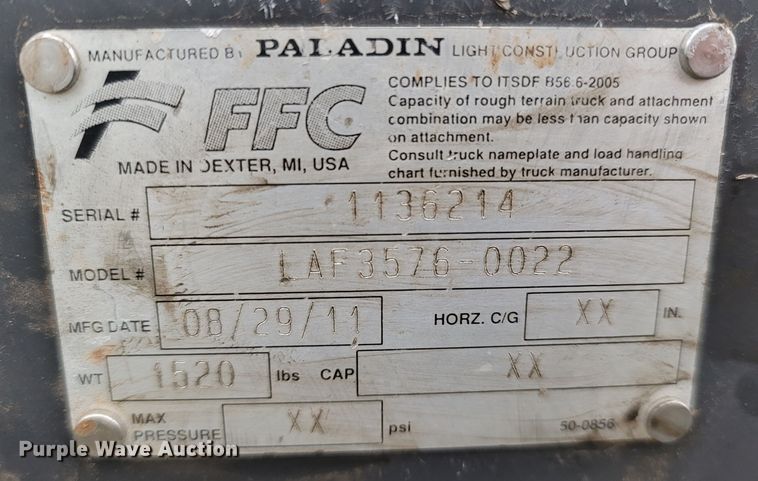 MANUFACTURED BY PALADIN LIGHT CONSTRUCTION GROUP
FFC
MADE IN DEXTER, MI, USA
COMPLIES TO ITSDF B56.6-2005
Capacity of rough terrain truck and attachment
combination may be less than capacity shown
on attachment.
Consult truck nameplate and load handling
chart furnished by truck manufacturer.
SERIAL # 1136214
MODEL # LAF3576-0022
MFG DATE 08/29/11 HORZ. C/G XX IN.
WT 1520 lbs CAP XX
MAX
PRESSURE XX psi
50-0856
Purple Wave Auction